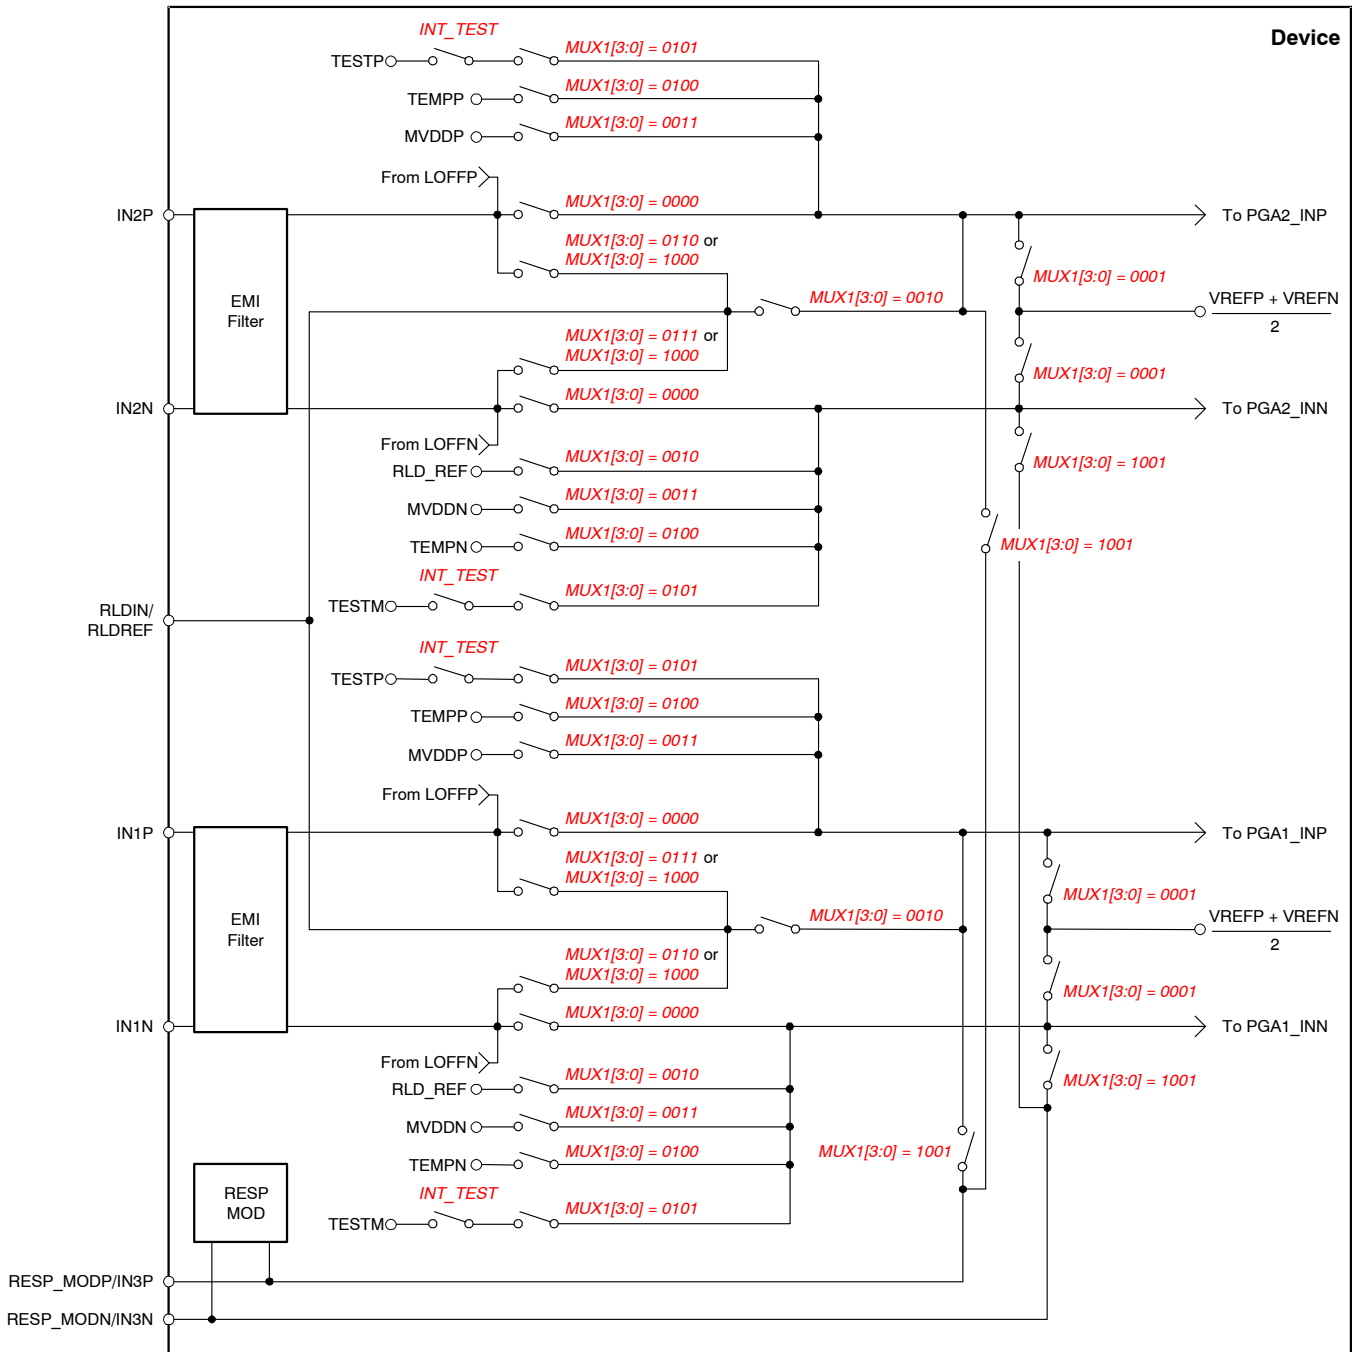 Device
INT_TEST
MUX1[3:0] = 0101
TESTP
MUX1[3:0] = 0100
TEMPP
MUX1[3:0] = 0011
MVDDP
From LOFFP
MUX1[3:0] = 0000
IN2P
To PGA2_INP
MUX1[3:0] = 0110 or
MUX1[3:0] = 1000
MUX1[3:0] = 0001
EMI
Filter
MUX1[3:0] = 0010
VREFP + VREFN
2
MUX1[3:0] = 0111 or
MUX1[3:0] = 1000
MUX1[3:0] = 0001
MUX1[3:0] = 0000
IN2N
To PGA2_INN
From LOFFN
MUX1[3:0] = 0010
RLD_REF
MUX1[3:0] = 1001
MUX1[3:0] = 0011
MVDDN
MUX1[3:0] = 0100
TEMPN
MUX1[3:0] = 1001
INT_TEST
MUX1[3:0] = 0101
TESTM
RLDIN/
RLDREF
INT_TEST
MUX1[3:0] = 0101
TESTP
MUX1[3:0] = 0100
TEMPP
MUX1[3:0] = 0011
MVDDP
From LOFFP
MUX1[3:0] = 0000
IN1P
To PGA1_INP
MUX1[3:0] = 0111 or
MUX1[3:0] = 1000
MUX1[3:0] = 0001
EMI
Filter
MUX1[3:0] = 0010
VREFP + VREFN
2
MUX1[3:0] = 0110 or
MUX1[3:0] = 1000
MUX1[3:0] = 0001
MUX1[3:0] = 0000
IN1N
To PGA1_INN
From LOFFN
MUX1[3:0] = 0010
RLD_REF
MUX1[3:0] = 1001
MUX1[3:0] = 0011
MVDDN
MUX1[3:0] = 0100
TEMPN
MUX1[3:0] = 1001
RESP
MOD
INT_TEST
MUX1[3:0] = 0101
TESTM
RESP_MODP/IN3P
RESP_MODN/IN3N